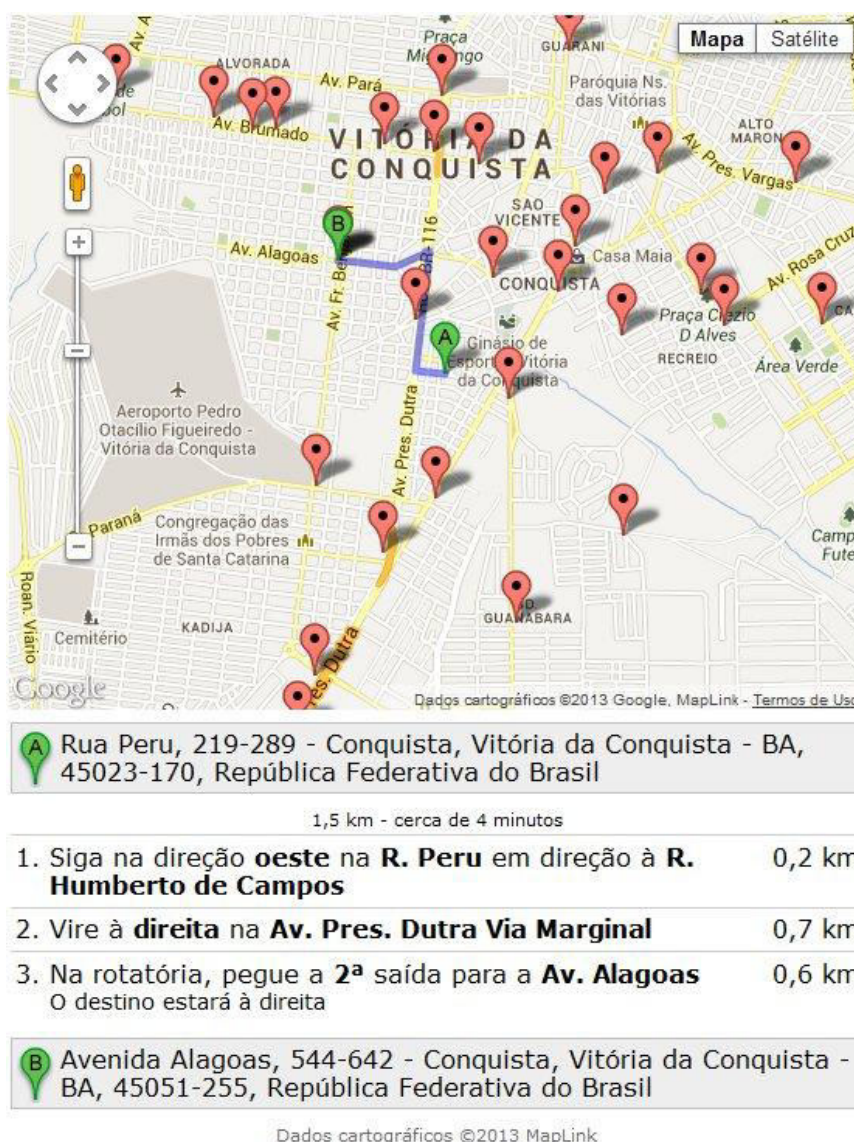 Praça
Mapa Satélite
GUARANI
ALVORADA
Av. Pará
Paróquia Ns.
das Vitórias
Av. Brumado
VITÓRIA DA
CONQUISTA
ALTO
MARON
Av. Pres. Vargas
B
SAO
VICENTE
BR-116
Av. Alagoas
Casa Maia
CONQUISTA
Av. Rosa Cruz
Praça
D Alves
RECREIO
Área Verde
A
Ginásio de
Vitória
Aeroporto Pedro
Otacílio Figueiredo -
Vitória da Conquista
Av. Pres. Dutra
Paraná
Congregação das
Irmãs dos Pobres
de Santa Catarina
Roan. Viário
Cemitério
KADIJA
Google
Dados cartográficos ©2013 Google, MapLink - Termos de Uso
A
Rua Peru, 219-289 - Conquista, Vitória da Conquista - BA,
45023-170, República Federativa do Brasil
1,5 km - cerca de 4 minutos
1. Siga na direção oeste na R. Peru em direção à R. 0,2 km
Humberto de Campos
2. Vire à direita na Av. Pres. Dutra Via Marginal 0,7 km
3. Na rotatória, pegue a 2ª saída para a Av. Alagoas 0,6 km
O destino estará à direita
B
Avenida Alagoas, 544-642 - Conquista, Vitória da Conquista -
BA, 45051-255, República Federativa do Brasil
Dados cartográficos ©2013 MapLink